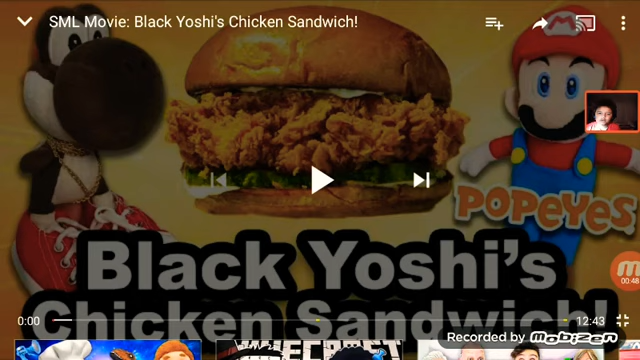 SML Movie: Black Yoshi's Chicken Sandwich!
POPEYES
Black Yoshi's
Chicken Sandwich!
M
00:48
0:00
12:43
Recorded by mobizen
MINECRAFT